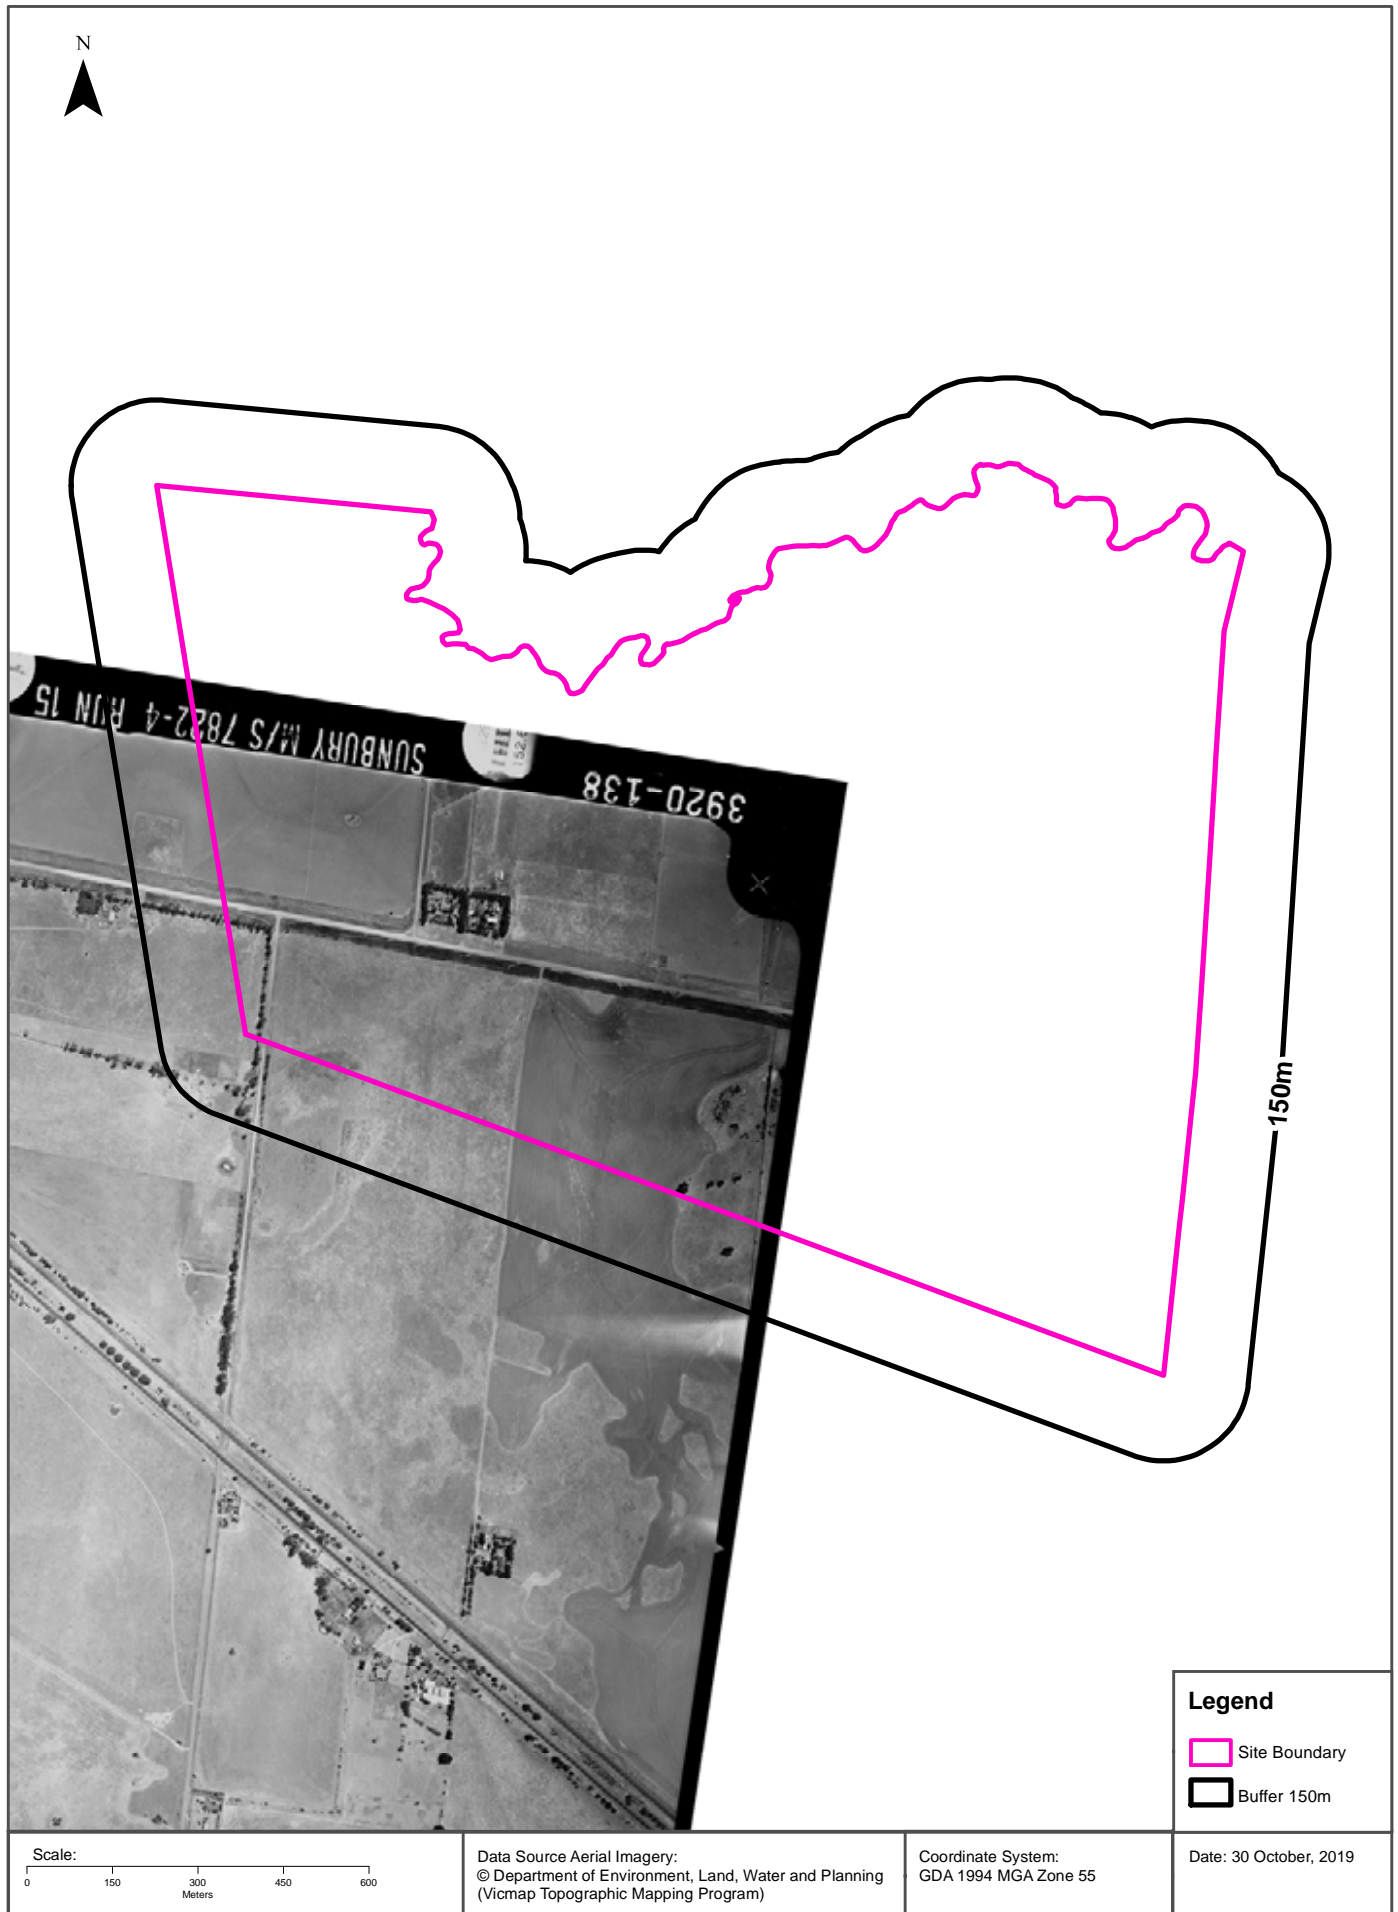 N
SUNBURY M/S 7822-4 RUN 15
3920-138
150m
Legend
Site Boundary
Buffer 150m
Scale:
0 150 300 450 600
Meters
Data Source Aerial Imagery:
© Department of Environment, Land, Water and Planning
(Vicmap Topographic Mapping Program)
Coordinate System:
GDA 1994 MGA Zone 55
Date: 30 October, 2019